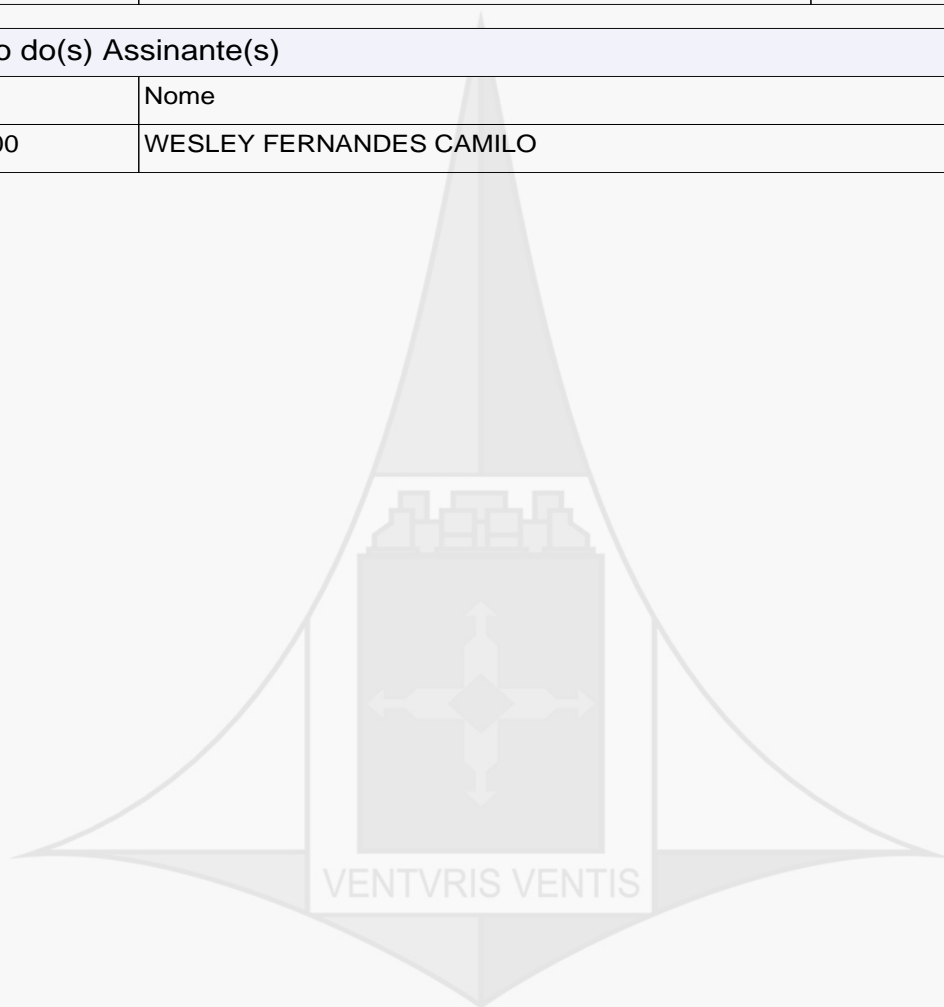 o do(s) Assinante(s)
Nome
00 WESLEY FERNANDES CAMILO
VENTVRIS VENTIS